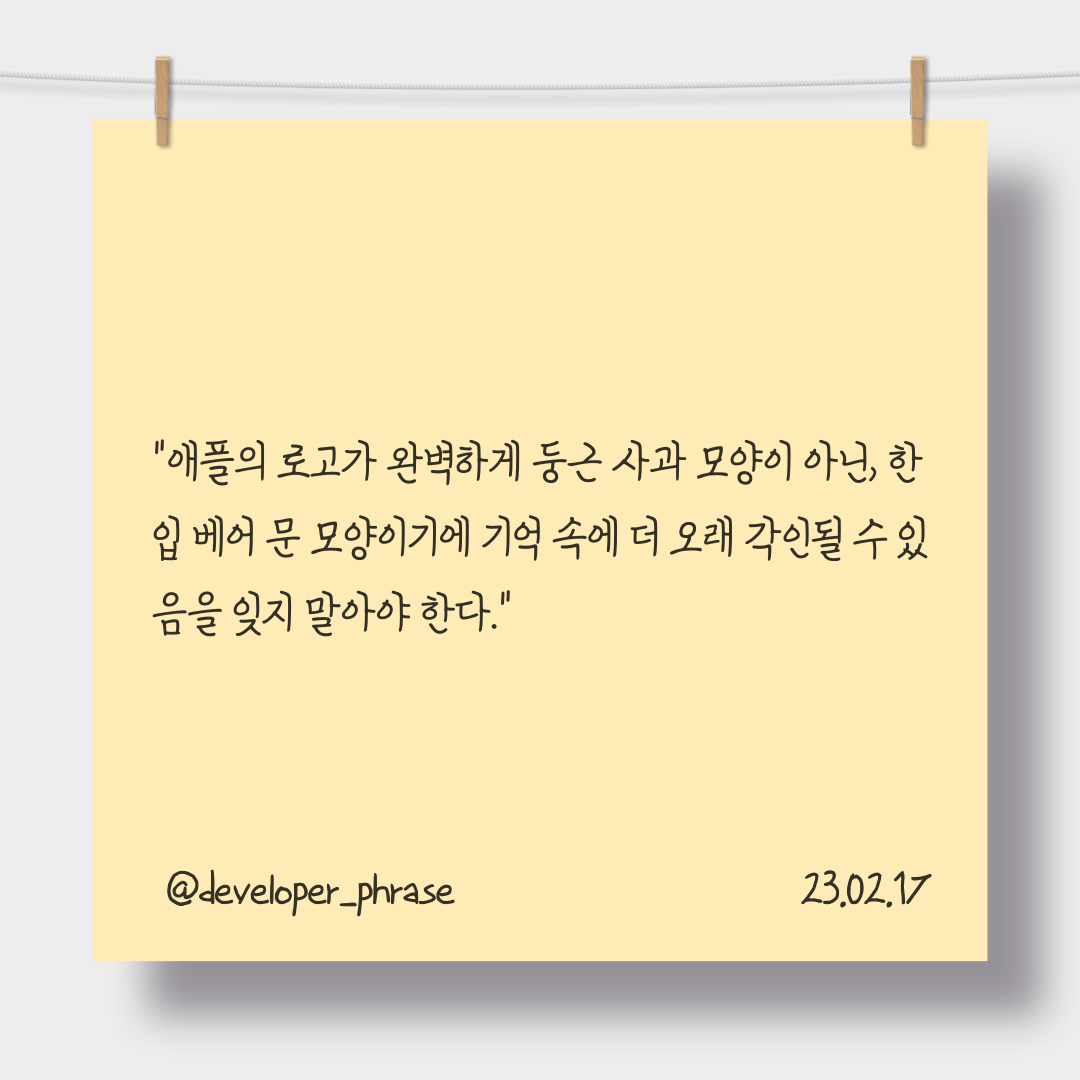 "애플의 로고가 완벽하게 둥근 사과 모양이 아닌, 한
입 베어 문 모양이기에 기억 속에 더 오래 각인될 수 있
음을 잊지 말아야 한다."
@developer_phrase 23.02.17